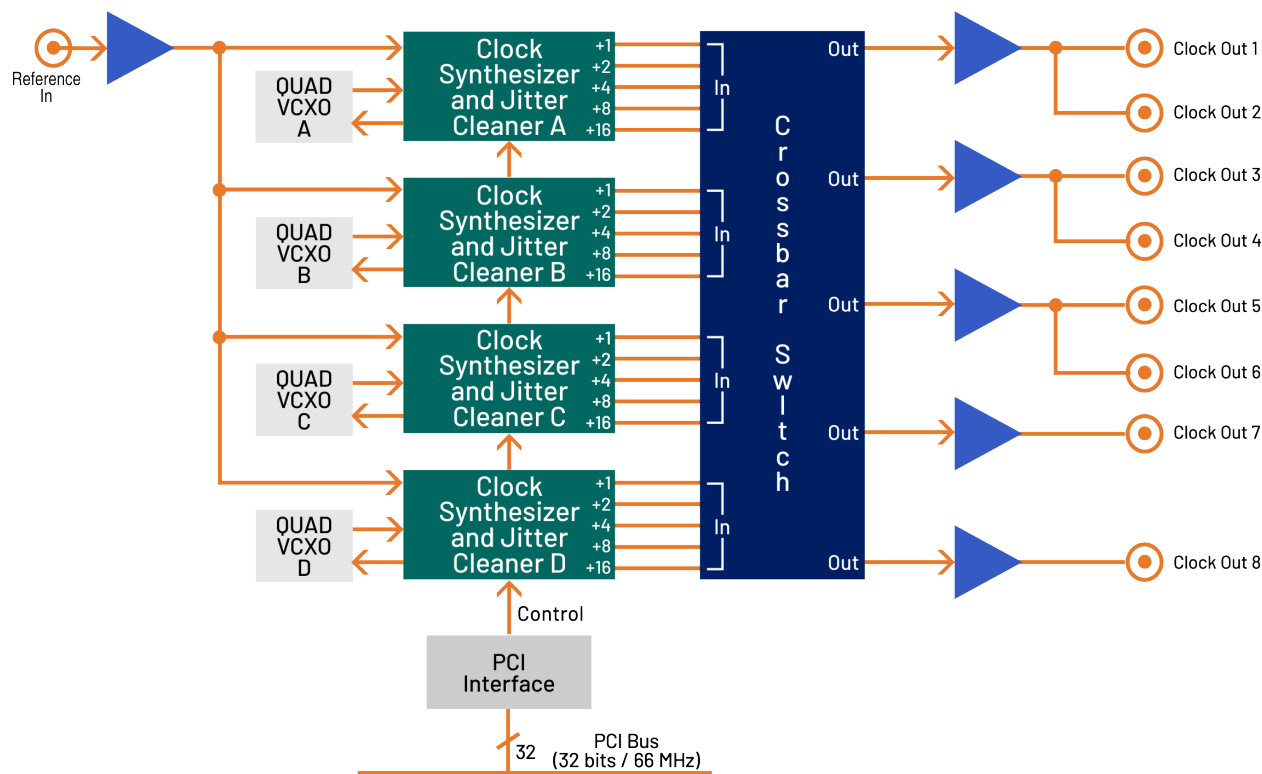 Reference
In
QUAD
VCXO
A
Clock
Synthesizer
and Jitter
Cleaner A
+1
+2
+4
+8
+16
In
QUAD
VCXO
B
Clock
Synthesizer
and Jitter
Cleaner B
+1
+2
+4
+8
+16
In
QUAD
VCXO
C
Clock
Synthesizer
and Jitter
Cleaner C
+1
+2
+4
+8
+16
In
QUAD
VCXO
D
Clock
Synthesizer
and Jitter
Cleaner D
+1
+2
+4
+8
+16
In
Crossbar SwItch
Out
Out
Out
Out
Out
Clock Out 1
Clock Out 2
Clock Out 3
Clock Out 4
Clock Out 5
Clock Out 6
Clock Out 7
Clock Out 8
Control
PCI
Interface
32
PCI Bus
(32 bits / 66 MHz)